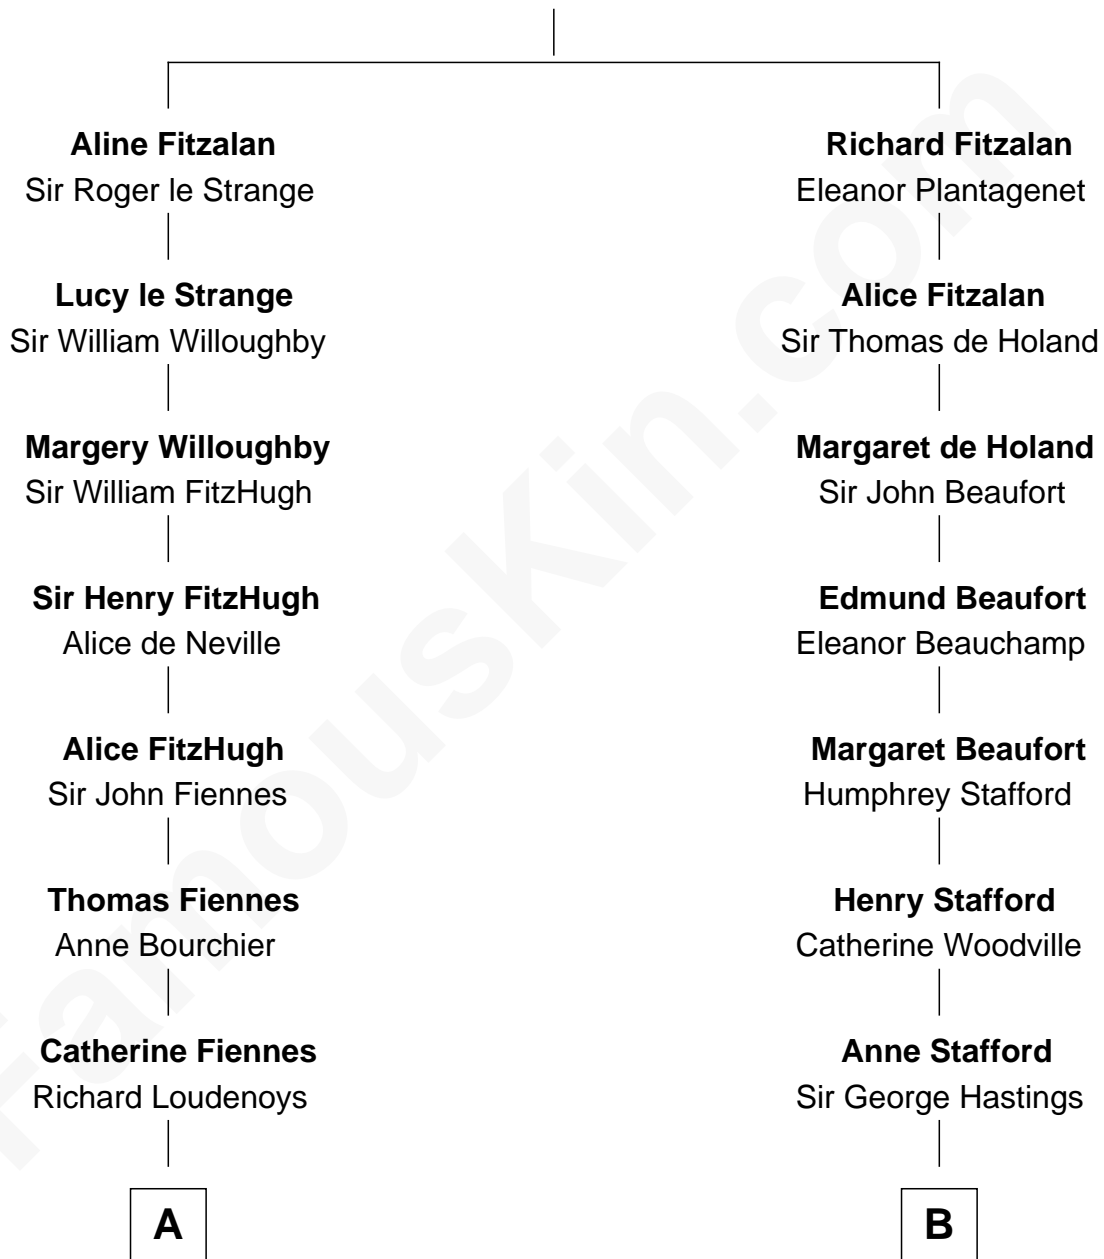 Aline Fitzalan
Sir Roger le Strange
Lucy le Strange
Sir William Willoughby
Margery Willoughby
Sir William FitzHugh
Sir Henry FitzHugh
Alice de Neville
Alice FitzHugh
Sir John Fiennes
Thomas Fiennes
Anne Bourchier
Catherine Fiennes
Richard Loudenoys
A
Richard Fitzalan
Eleanor Plantagenet
Alice Fitzalan
Sir Thomas de Holand
Margaret de Holand
Sir John Beaufort
Edmund Beaufort
Eleanor Beauchamp
Margaret Beaufort
Humphrey Stafford
Henry Stafford
Catherine Woodville
Anne Stafford
Sir George Hastings
B
FamousKin.com